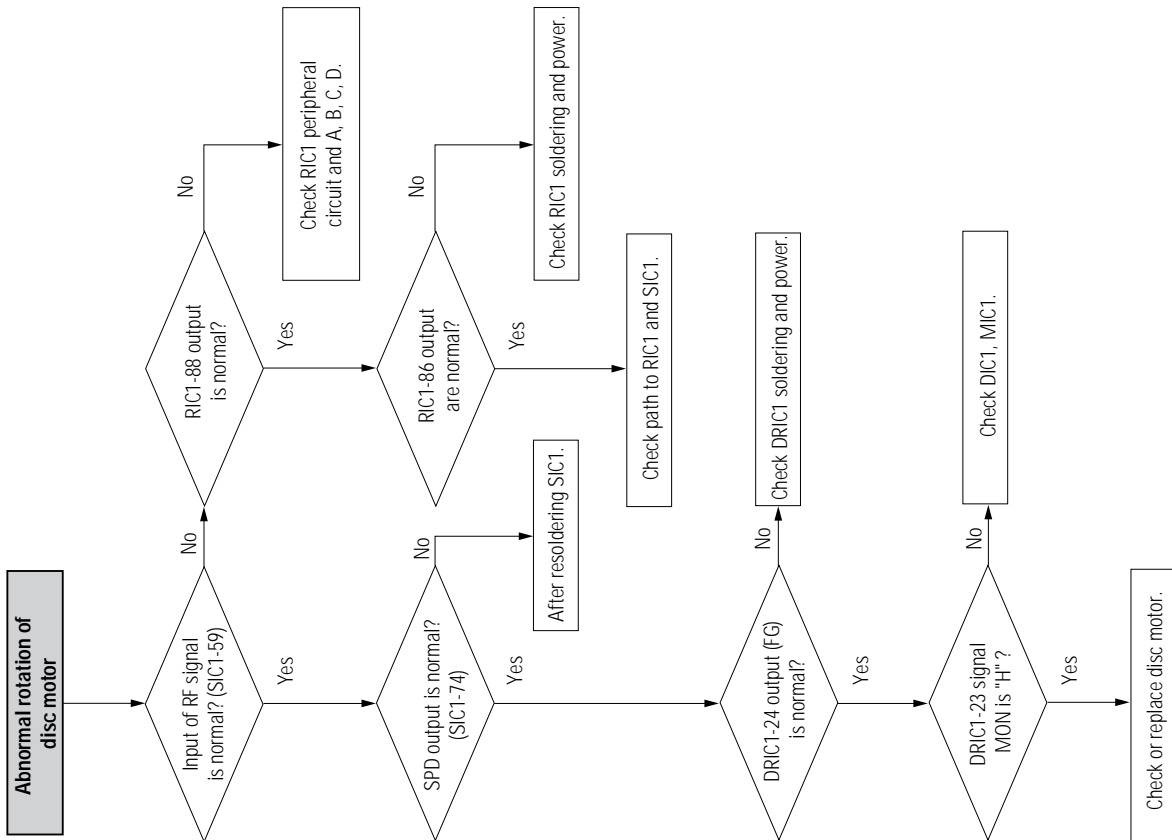 Abnormal rotation of
disc motor
Input of RF signal
is normal? (SIC1-59)
No
Yes
RIC1-88 output
is normal?
No
Check RIC1 peripheral
circuit and A, B, C, D.
Yes
RIC1-86 output
are normal?
No
Check RIC1 soldering and power.
Yes
Check path to RIC1 and SIC1.
SPD output is normal?
(SIC1-74)
No
After resoldering SIC1.
Yes
DRIC1-24 output (FG)
is normal?
No
Check DRIC1 soldering and power.
Yes
DRIC1-23 signal
MON is "H" ?
No
Check DIC1, MIC1.
Yes
Check or replace disc motor.